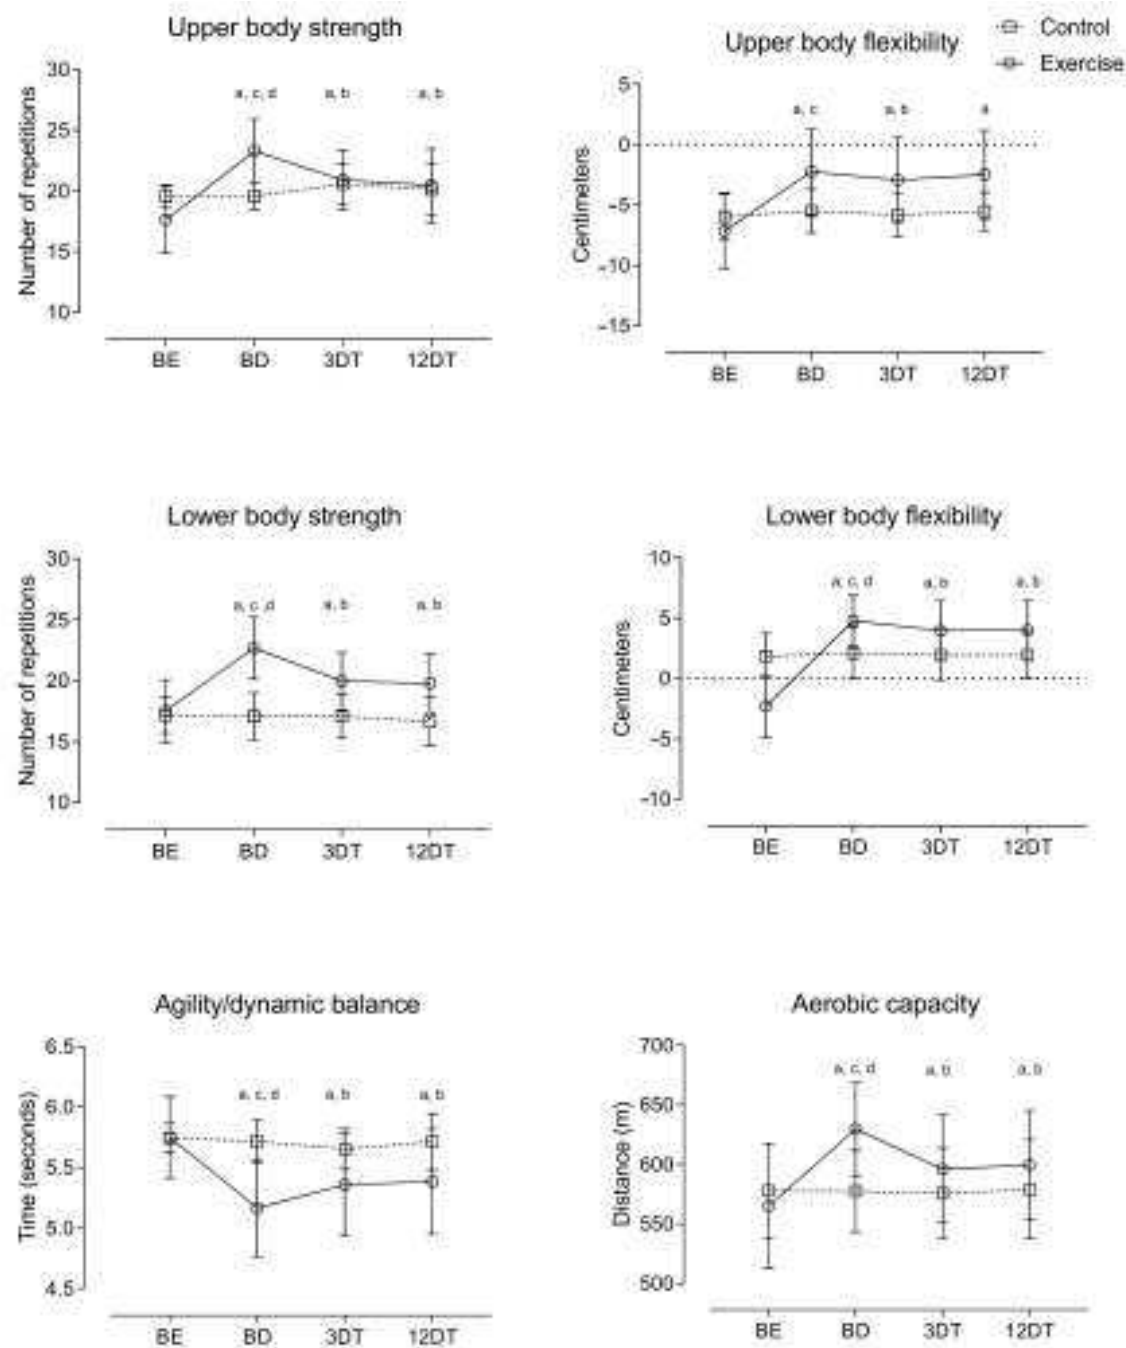 Upper body strength
Number of repetitions
30
25
20
15
10
a, c, d
a, b
a, b
BE
BD
3DT
12DT
Upper body flexibility
Control
Exercise
Centimeters
5
0
-5
-10
-15
a, c
a, b
a
BE
BD
3DT
12DT
Lower body strength
Number of repetitions
30
25
20
15
10
a, c, d
a, b
a, b
BE
BD
3DT
12DT
Lower body flexibility
Centimeters
10
5
0
-5
-10
a, c, d
a, b
a, b
BE
BD
3DT
12DT
Agility/dynamic balance
Time (seconds)
6.5
6.0
5.5
5.0
4.5
a, c, d
a, b
a, b
BE
BD
3DT
12DT
Aerobic capacity
Distance (m)
700
650
600
550
500
a, c, d
a, b
a, b
BE
BD
3DT
12DT